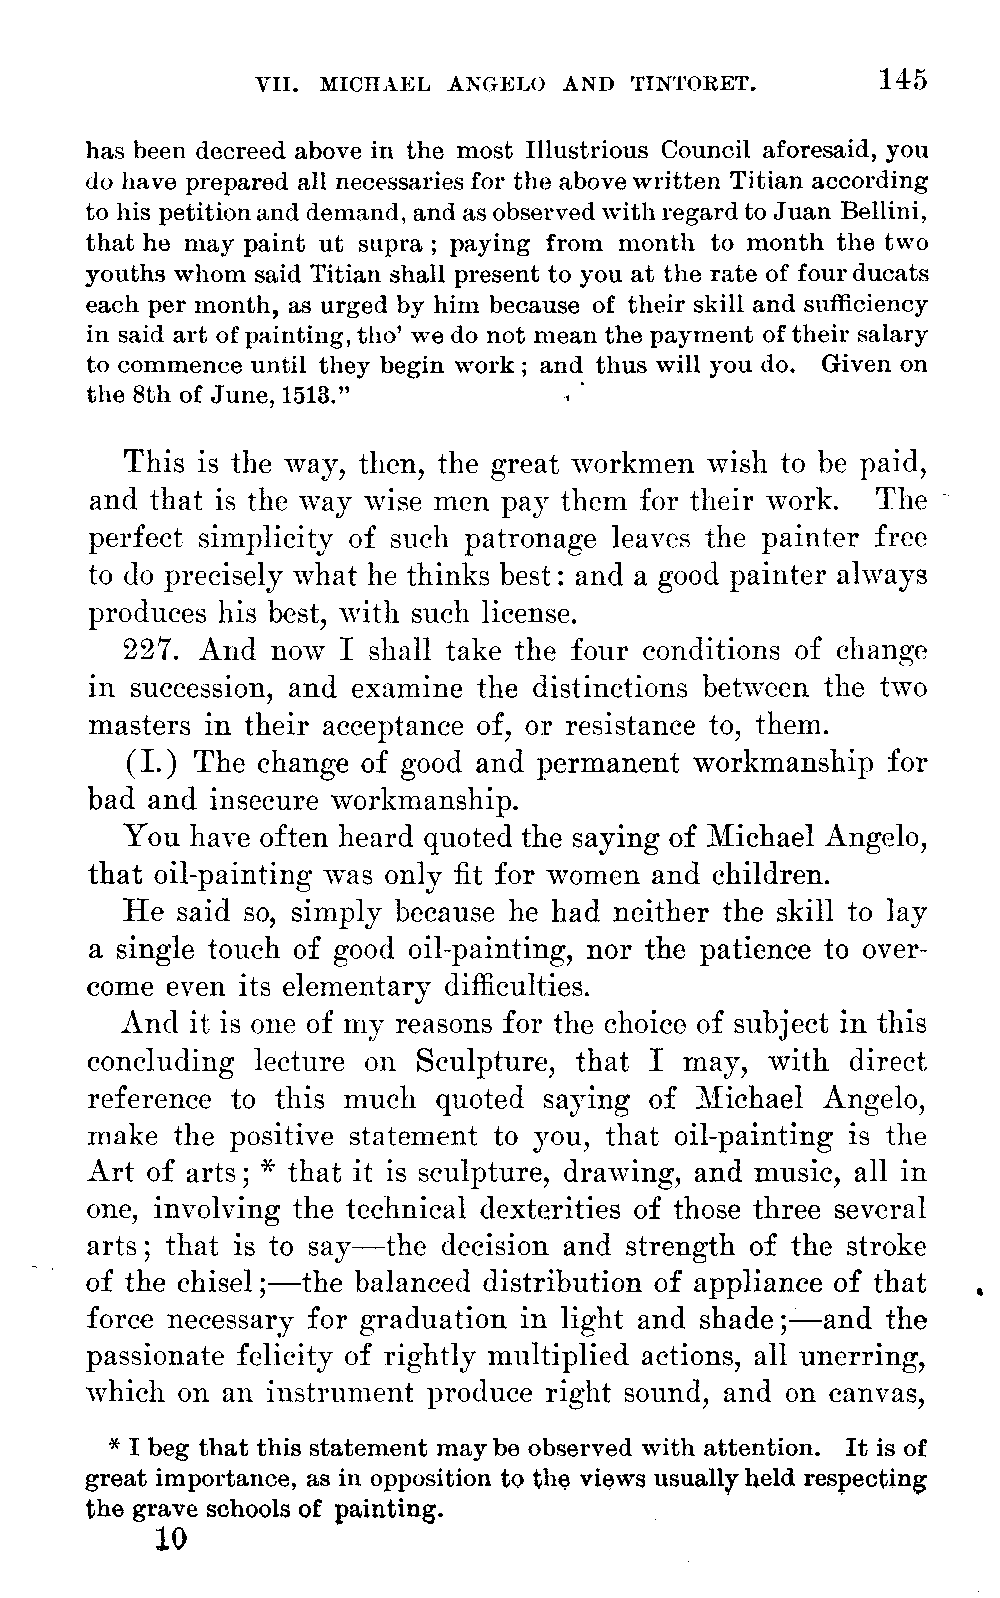 VII. MICHAEL ANGELO AND TINTORET. 145
has been decreed above in the most Illustrious Council aforesaid, you
do have prepared all necessaries for the above written Titian according
to his petition and demand, and as observed with regard to Juan Bellini,
that he may paint ut supra; paying from month to month the two
youths whom said Titian shall present to you at the rate of four ducats
each per month, as urged by him because of their skill and sufficiency
in said art of painting, tho' we do not mean the payment of their salary
to commence until they begin work; and thus will you do. Given on
the 8th of June, 1513.”
This is the way, then, the great workmen wish to be paid,
and that is the way wise men pay them for their work. The
perfect simplicity of such patronage leaves the painter free
to do precisely what he thinks best: and a good painter always
produces his best, with such license.
227. And now I shall take the four conditions of change
in succession, and examine the distinctions between the two
masters in their acceptance of, or resistance to, them.
(I.) The change of good and permanent workmanship for
bad and insecure workmanship.
You have often heard quoted the saying of Michael Angelo,
that oil-painting was only fit for women and children.
He said so, simply because he had neither the skill to lay
a single touch of good oil-painting, nor the patience to over-
come even its elementary difficulties.
And it is one of my reasons for the choice of subject in this
concluding lecture on Sculpture, that I may, with direct
reference to this much quoted saying of Michael Angelo,
make the positive statement to you, that oil-painting is the
Art of arts; * that it is sculpture, drawing, and music, all in
one, involving the technical dexterities of those three several
arts; that is to say—the decision and strength of the stroke
of the chisel;—the balanced distribution of appliance of that
force necessary for graduation in light and shade;—and the
passionate felicity of rightly multiplied actions, all unerring,
which on an instrument produce right sound, and on canvas,
* I beg that this statement may be observed with attention. It is of
great importance, as in opposition to the views usually held respecting
the grave schools of painting.
10